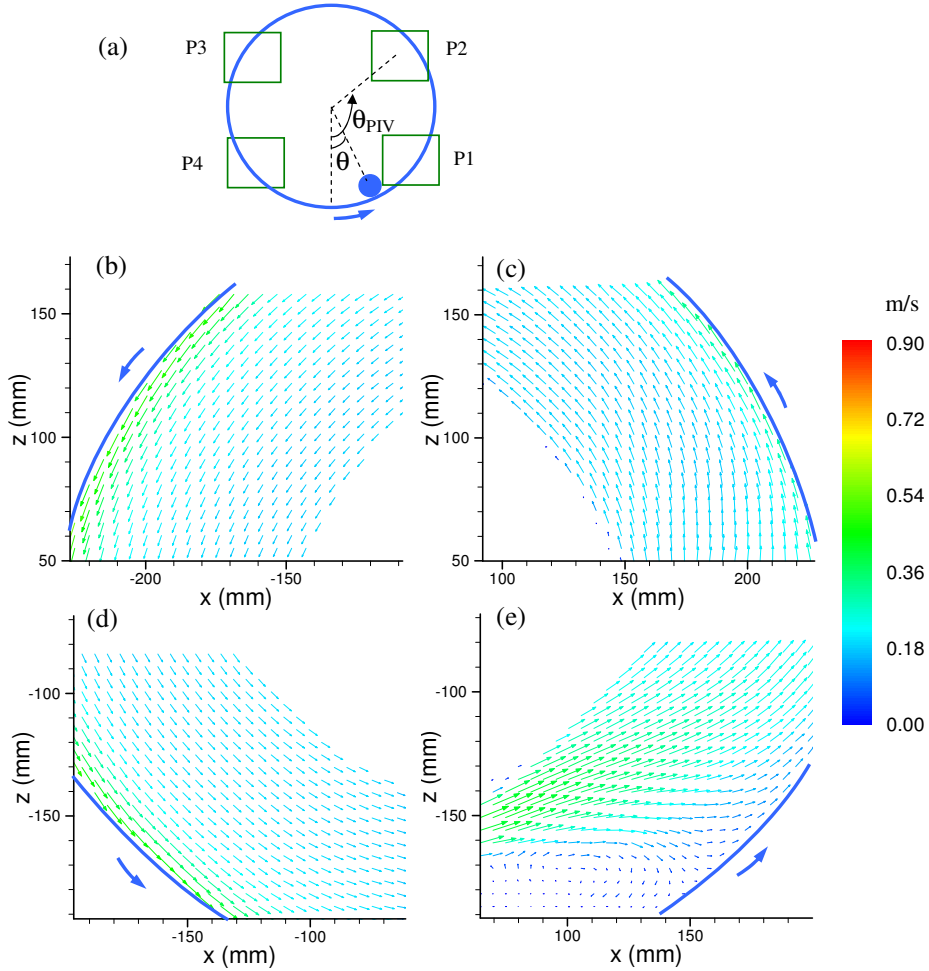 (a)
P3
P2
θPIV
θ
P4
P1
(b)
(c)
z (mm)
150
100
50
-200
-150
x (mm)
z (mm)
150
100
50
100
150
200
x (mm)
m/s
0.90
0.72
0.54
0.36
0.18
0.00
(d)
(e)
z (mm)
-100
-150
-150
-100
x (mm)
z (mm)
-100
-150
100
150
x (mm)